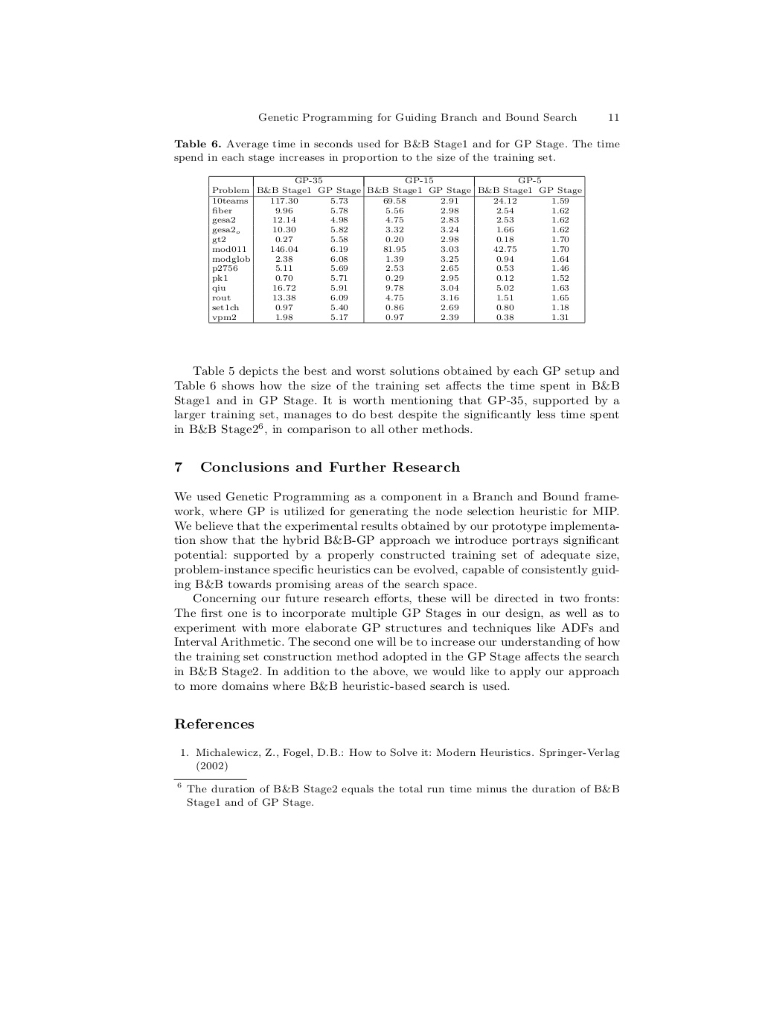 Genetic Programming for Guiding Branch and Bound Search 11
Table 6. Average time in seconds used for B&B Stage1 and for GP Stage. The time
spend in each stage increases in proportion to the size of the training set.
GP-35 GP-15 GP-5
Problem B&B Stage1 GP Stage B&B Stage1 GP Stage B&B Stage1 GP Stage
10teams 117.30 5.73 69.58 2.91 24.12 1.59
fiber 9.96 5.78 5.56 2.98 2.54 1.62
gesa2 12.14 4.98 4.75 2.83 2.53 1.62
gesa2ₒ 10.30 5.82 3.32 3.24 1.66 1.62
gt2 0.27 5.58 0.20 2.98 0.18 1.70
mod011 146.04 6.19 81.95 3.03 42.75 1.70
modglob 2.38 6.08 1.39 3.25 0.94 1.64
p2756 5.11 5.69 2.53 2.65 0.53 1.46
pk1 0.70 5.71 0.29 2.95 0.12 1.52
qiu 16.72 5.91 9.78 3.04 5.02 1.63
rout 13.38 6.09 4.75 3.16 1.51 1.65
set1ch 0.97 5.40 0.86 2.69 0.80 1.18
vpm2 1.98 5.17 0.97 2.39 0.38 1.31
Table 5 depicts the best and worst solutions obtained by each GP setup and
Table 6 shows how the size of the training set affects the time spent in B&B
Stage1 and in GP Stage. It is worth mentioning that GP-35, supported by a
larger training set, manages to do best despite the significantly less time spent
in B&B Stage2⁶, in comparison to all other methods.
7 Conclusions and Further Research
We used Genetic Programming as a component in a Branch and Bound frame-
work, where GP is utilized for generating the node selection heuristic for MIP.
We believe that the experimental results obtained by our prototype implementa-
tion show that the hybrid B&B-GP approach we introduce portrays significant
potential: supported by a properly constructed training set of adequate size,
problem-instance specific heuristics can be evolved, capable of consistently guid-
ing B&B towards promising areas of the search space.
Concerning our future research efforts, these will be directed in two fronts:
The first one is to incorporate multiple GP Stages in our design, as well as to
experiment with more elaborate GP structures and techniques like ADFs and
Interval Arithmetic. The second one will be to increase our understanding of how
the training set construction method adopted in the GP Stage affects the search
in B&B Stage2. In addition to the above, we would like to apply our approach
to more domains where B&B heuristic-based search is used.
References
1. Michalewicz, Z., Fogel, D.B.: How to Solve it: Modern Heuristics. Springer-Verlag
(2002)
⁶ The duration of B&B Stage2 equals the total run time minus the duration of B&B
Stage1 and of GP Stage.